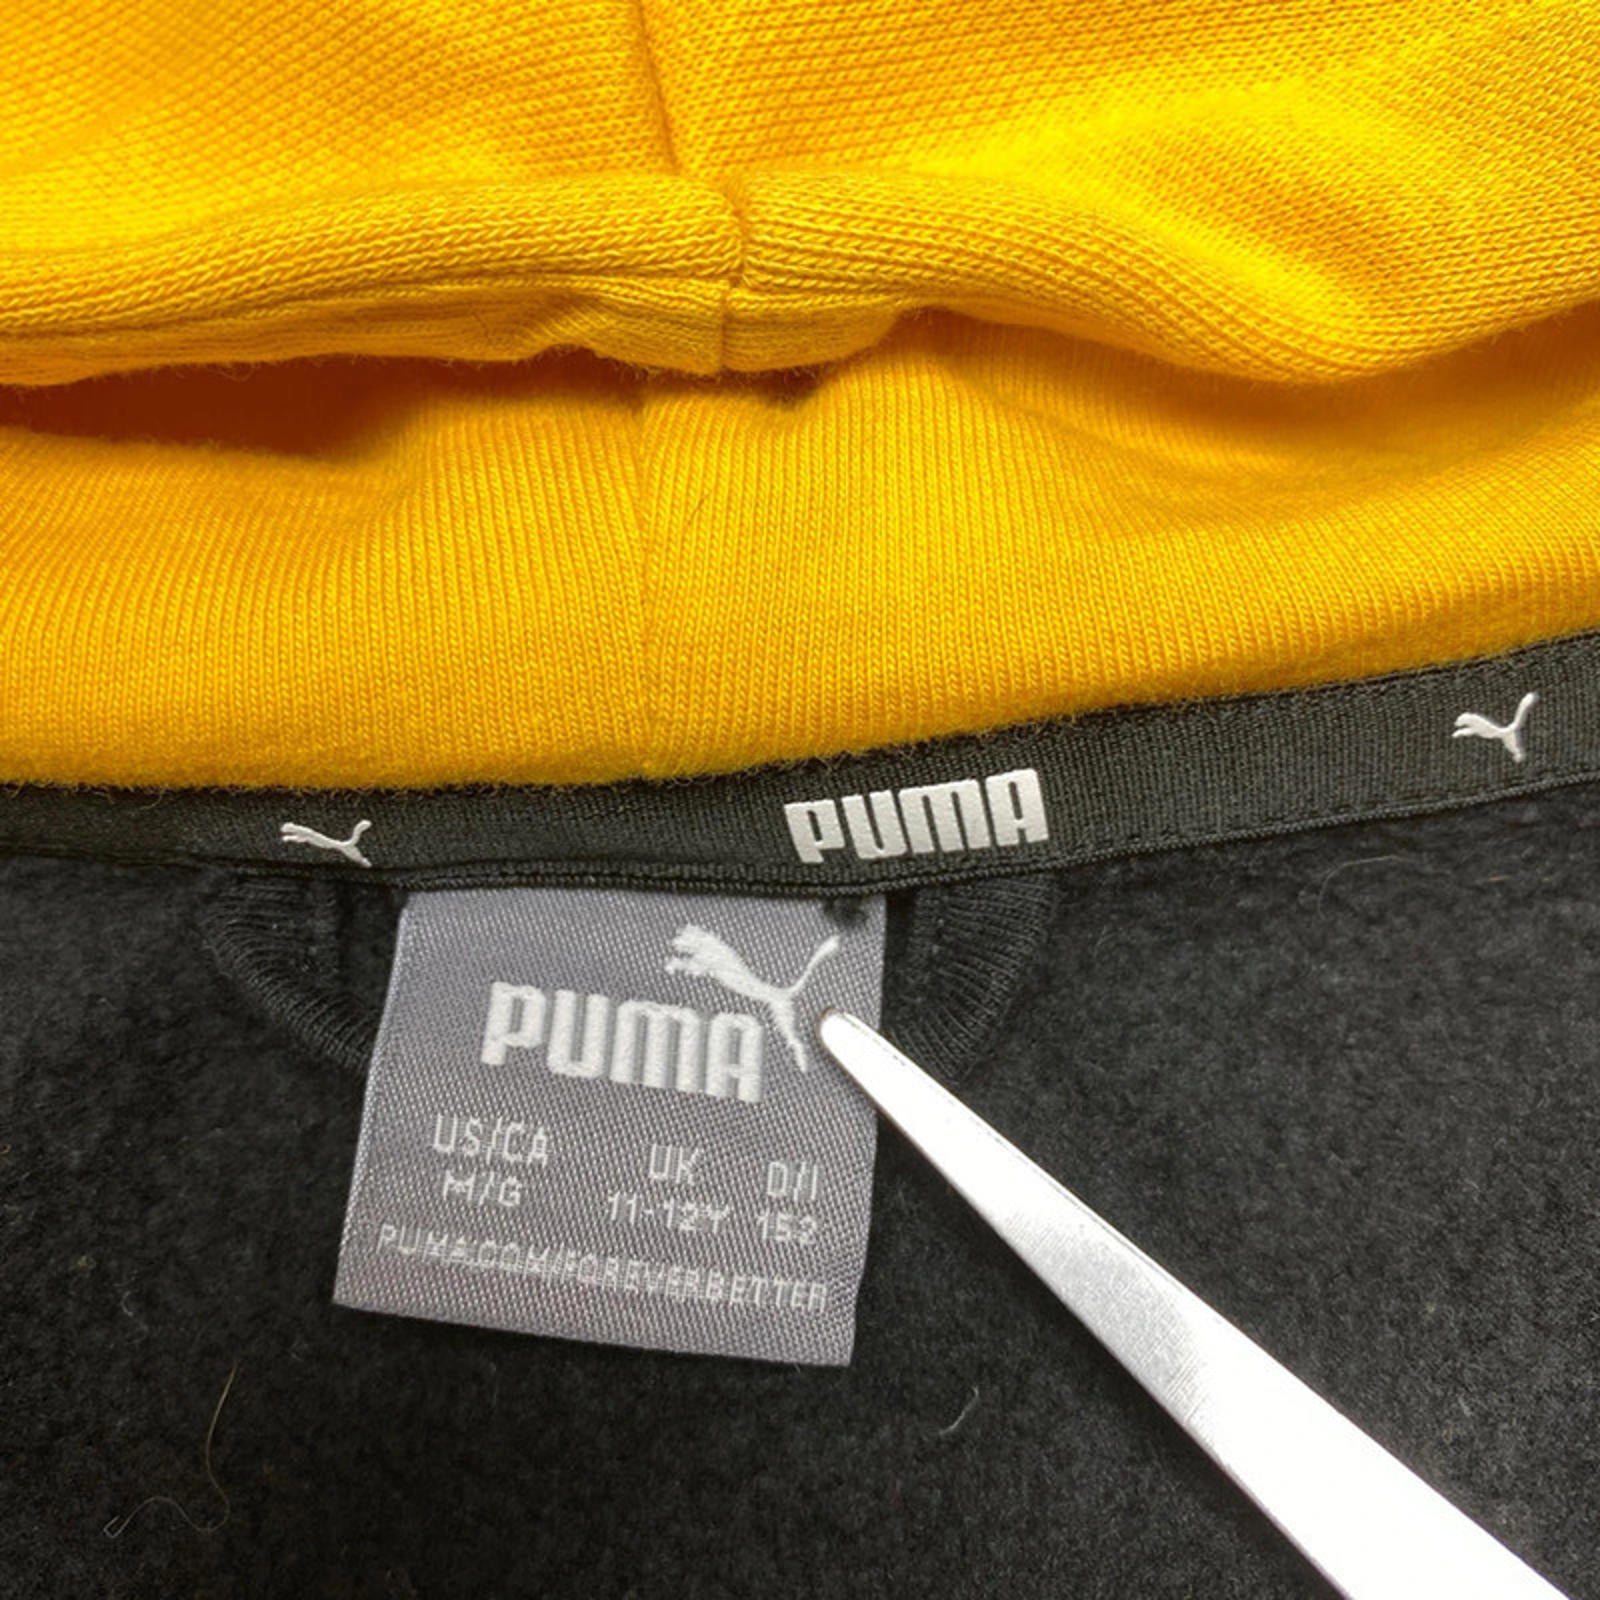 PUMA
PUMA
US/CA UK D/I
M/G 11-12Y 152
PUMA.COM/FOREVERBETTER